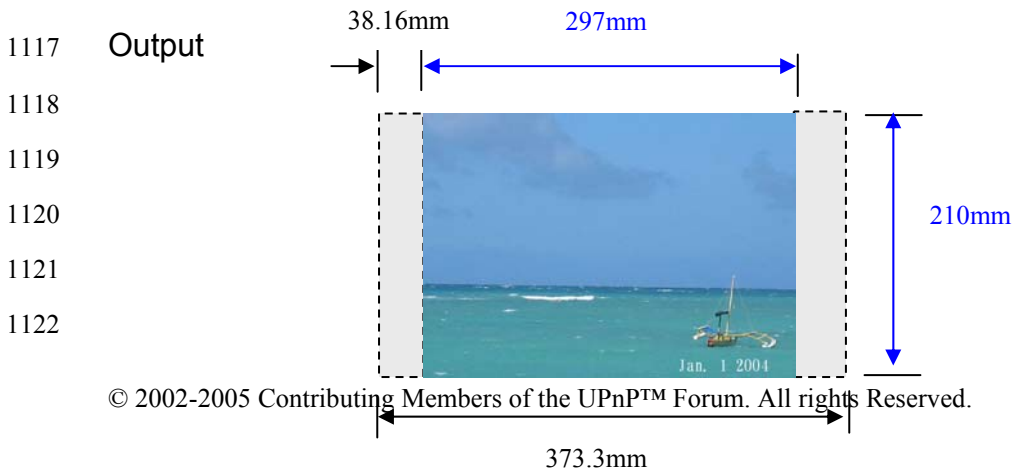 38.16mm 297mm
1117 Output
1118
1119
1120 210mm
1121
1122
Jan. 1 2004
© 2002-2005 Contributing Members of the UPnP™ Forum. All rights Reserved.
373.3mm